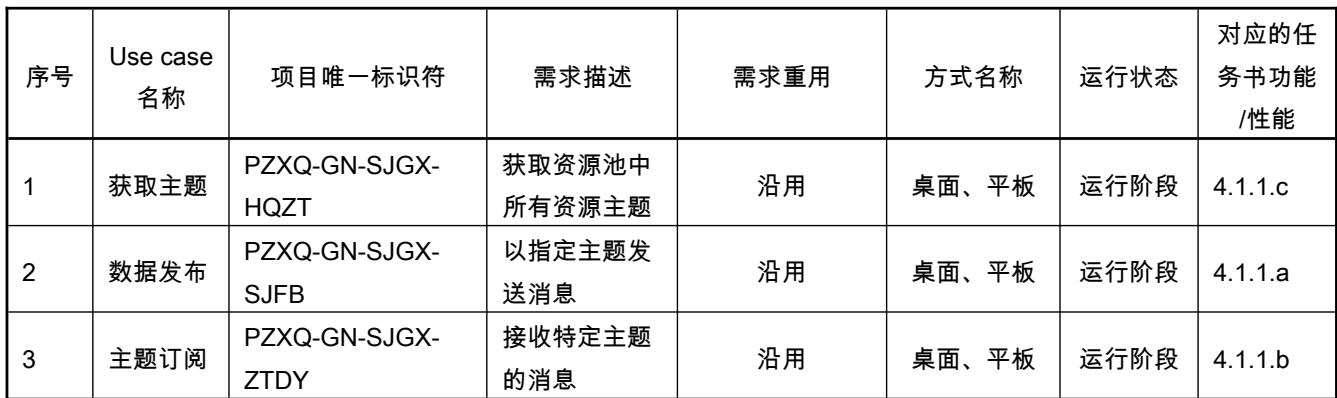 序号 Use case 名称 项目唯一标识符 需求描述 需求重用 方式名称 运行状态 对应的任务书功能/性能
1 获取主题 PZXQ-GN-SJGX-HQZT 获取资源池中所有资源主题 沿用 桌面、平板 运行阶段 4.1.1.c
2 数据发布 PZXQ-GN-SJGX-SJFB 以指定主题发送消息 沿用 桌面、平板 运行阶段 4.1.1.a
3 主题订阅 PZXQ-GN-SJGX-ZTDY 接收特定主题的消息 沿用 桌面、平板 运行阶段 4.1.1.b